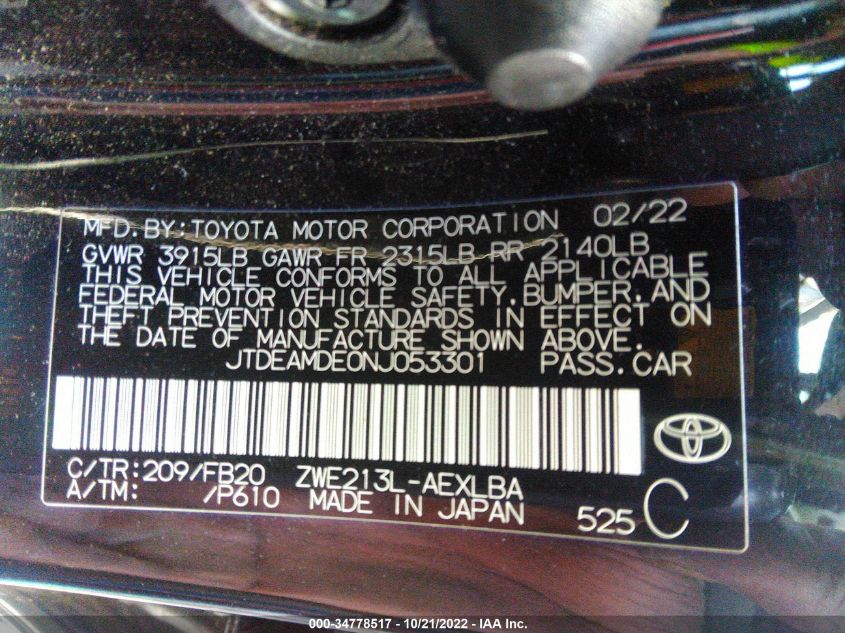 MFD.BY:TOYOTA MOTOR CORPORATION 02/22
GVWR 3915LB GAWR FR 2315LB RR 2140LB
THIS VEHICLE CONFORMS TO ALL APPLICABLE
FEDERAL MOTOR VEHICLE SAFETY,BUMPER,AND
THEFT PREVENTION STANDARDS IN EFFECT ON
THE DATE OF MANUFACTURE SHOWN ABOVE.
JTDEAMDE0NJ053301 PASS.CAR
C/TR:209/FB20 ZWE213L-AEXLBA
A/TM: /P610 MADE IN JAPAN 525 C
000-34778517 - 10/21/2022 - IAA Inc.